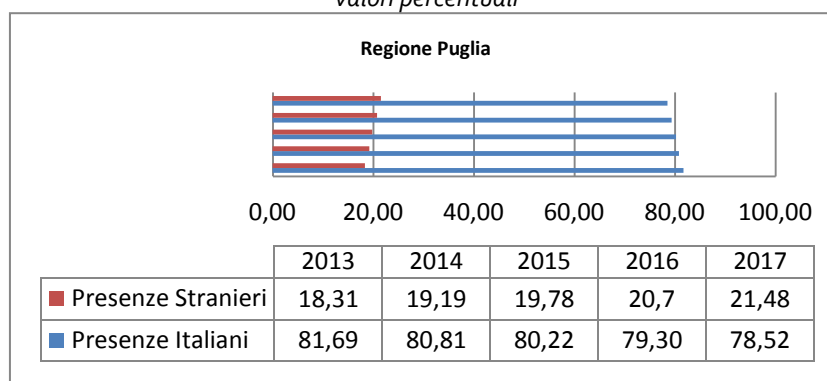 Valori percentuali
Regione Puglia
0,00 20,00 40,00 60,00 80,00 100,00
2013 2014 2015 2016 2017
Presenze Stranieri 18,31 19,19 19,78 20,7 21,48
Presenze Italiani 81,69 80,81 80,22 79,30 78,52